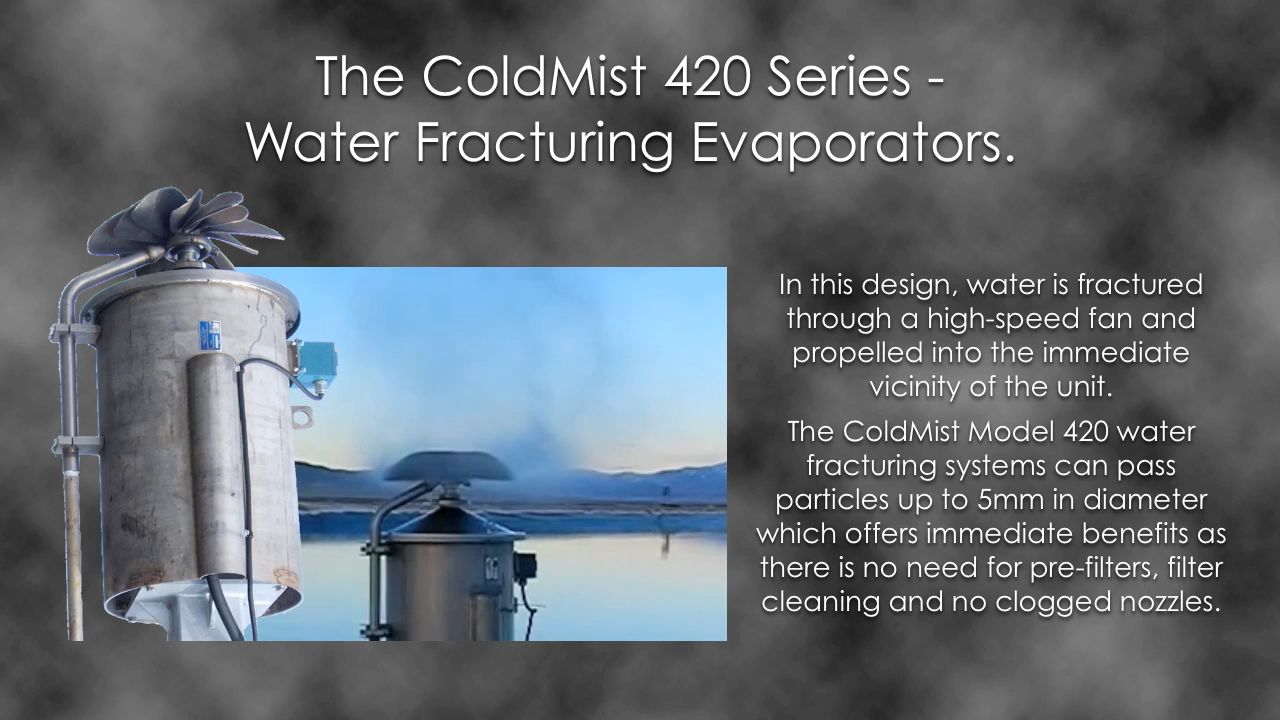 The ColdMist 420 Series -
Water Fracturing Evaporators.
In this design, water is fractured
through a high-speed fan and
propelled into the immediate
vicinity of the unit.
The ColdMist Model 420 water
fracturing systems can pass
particles up to 5mm in diameter
which offers immediate benefits as
there is no need for pre-filters, filter
cleaning and no clogged nozzles.